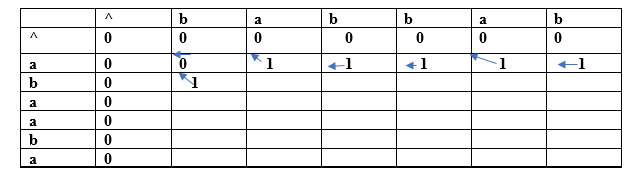 ^ b a b b a b
^ 0 0 0 0 0 0 0
a 0 0 1 1 1 1 1
b 0 1
a 0
a 0
b 0
a 0